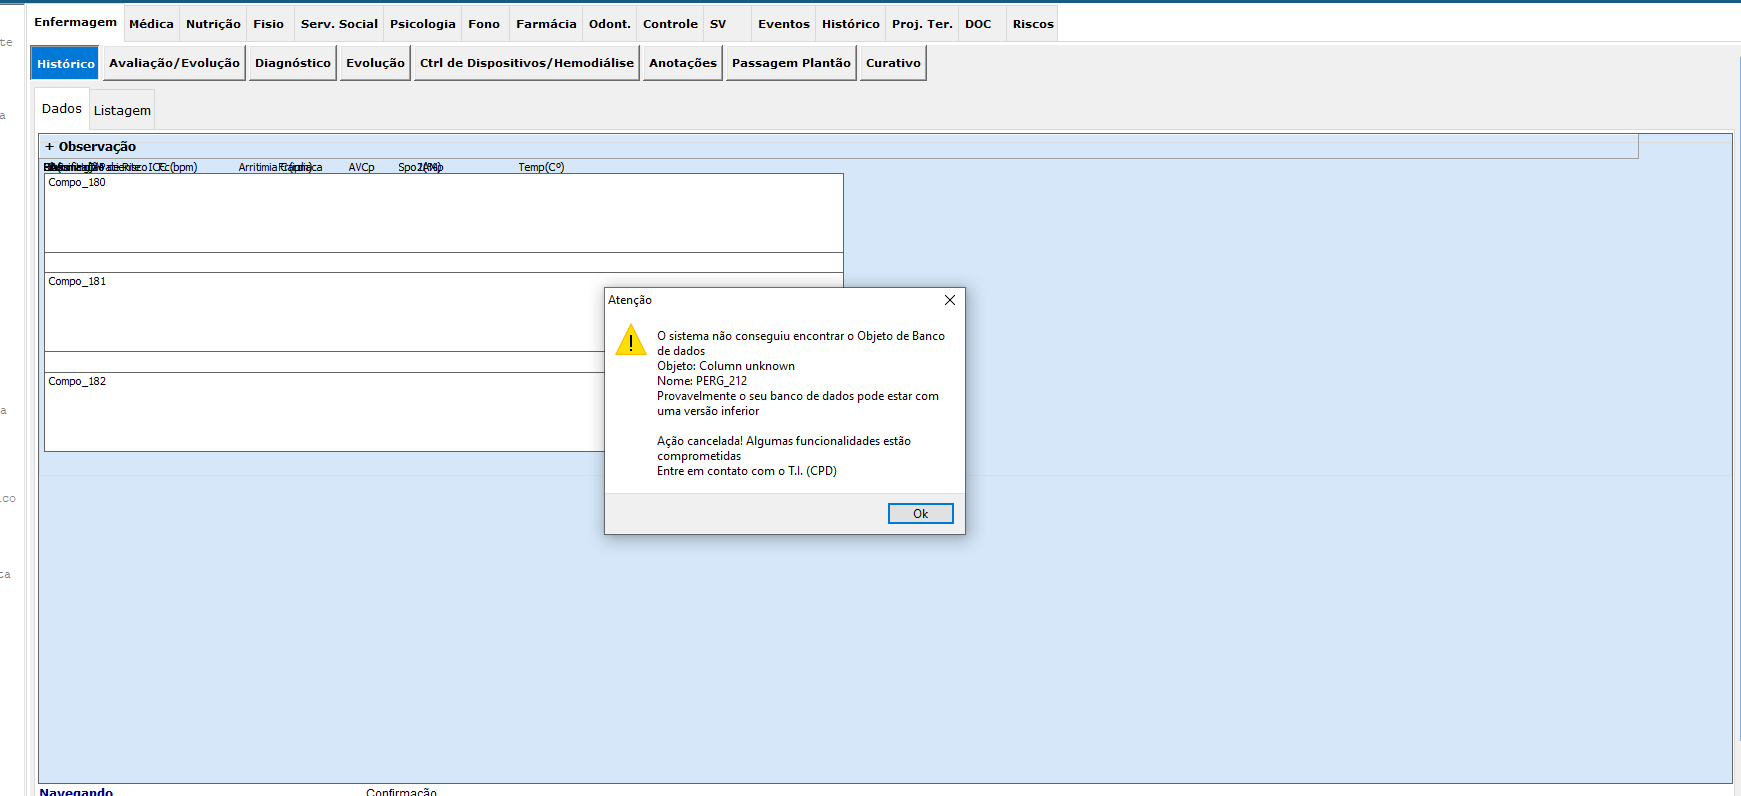 Enfermagem Médica Nutrição Fisio Serv. Social Psicologia Fono Farmácia Odont. Controle SV Eventos Histórico Proj. Ter. DOC Riscos
Histórico Avaliação/Evolução Diagnóstico Evolução Ctrl de Dispositivos/Hemodiálise Anotações Passagem Plantão Curativo
Dados Listagem
+ Observação
(bpm) Arritimia AVCp Temp(Cº)
Compo_180
Compo_181
Compo_182
Atenção
O sistema não conseguiu encontrar o Objeto de Banco
de dados
Objeto: Column unknown
Nome: PERG_212
Provavelmente o seu banco de dados pode estar com
uma versão inferior
Ação cancelada! Algumas funcionalidades estão
comprometidas
Entre em contato com o T.I. (CPD)
Ok
Navegando Confirmação